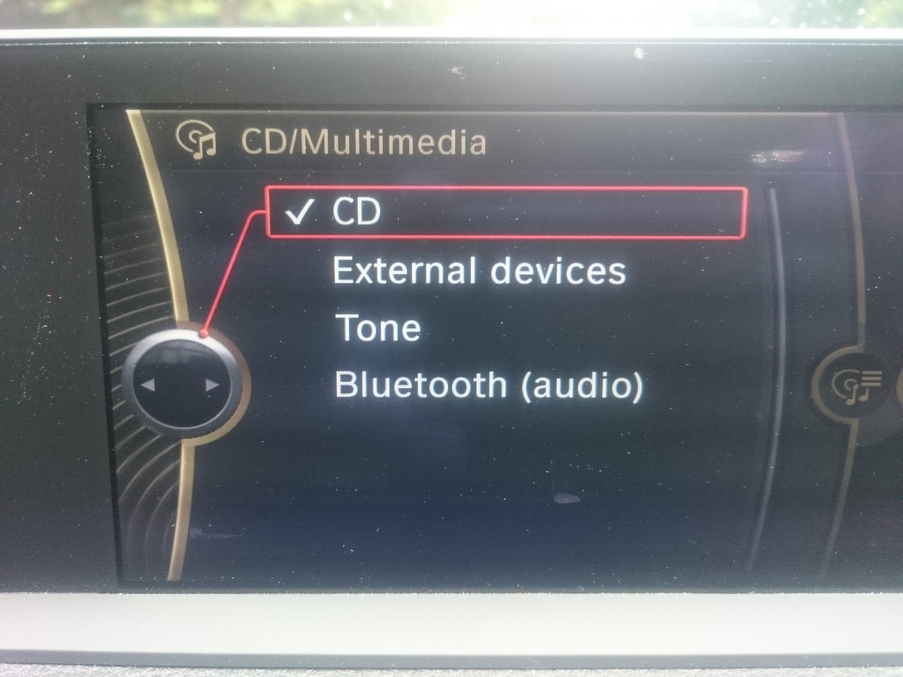 CD/Multimedia
✓ CD
External devices
Tone
Bluetooth (audio)